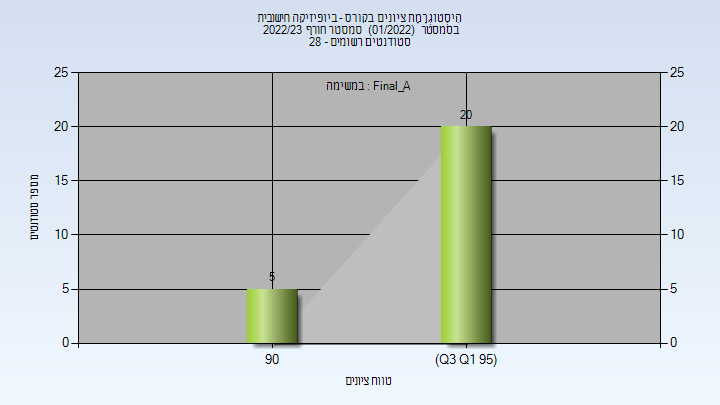 היסטוגרמת ציונים בקורס - ביופיזיקה חישובית
בסמסטר (01/2022) סמסטר חורף 2022/23
סטודנטים רשומים - 28
במשימה : Final_A
25
25
20
20
20
15
15
10
10
5
5
5
0
0
מספר סטודנטים
90
(Q3 Q1 95)
טווח ציונים